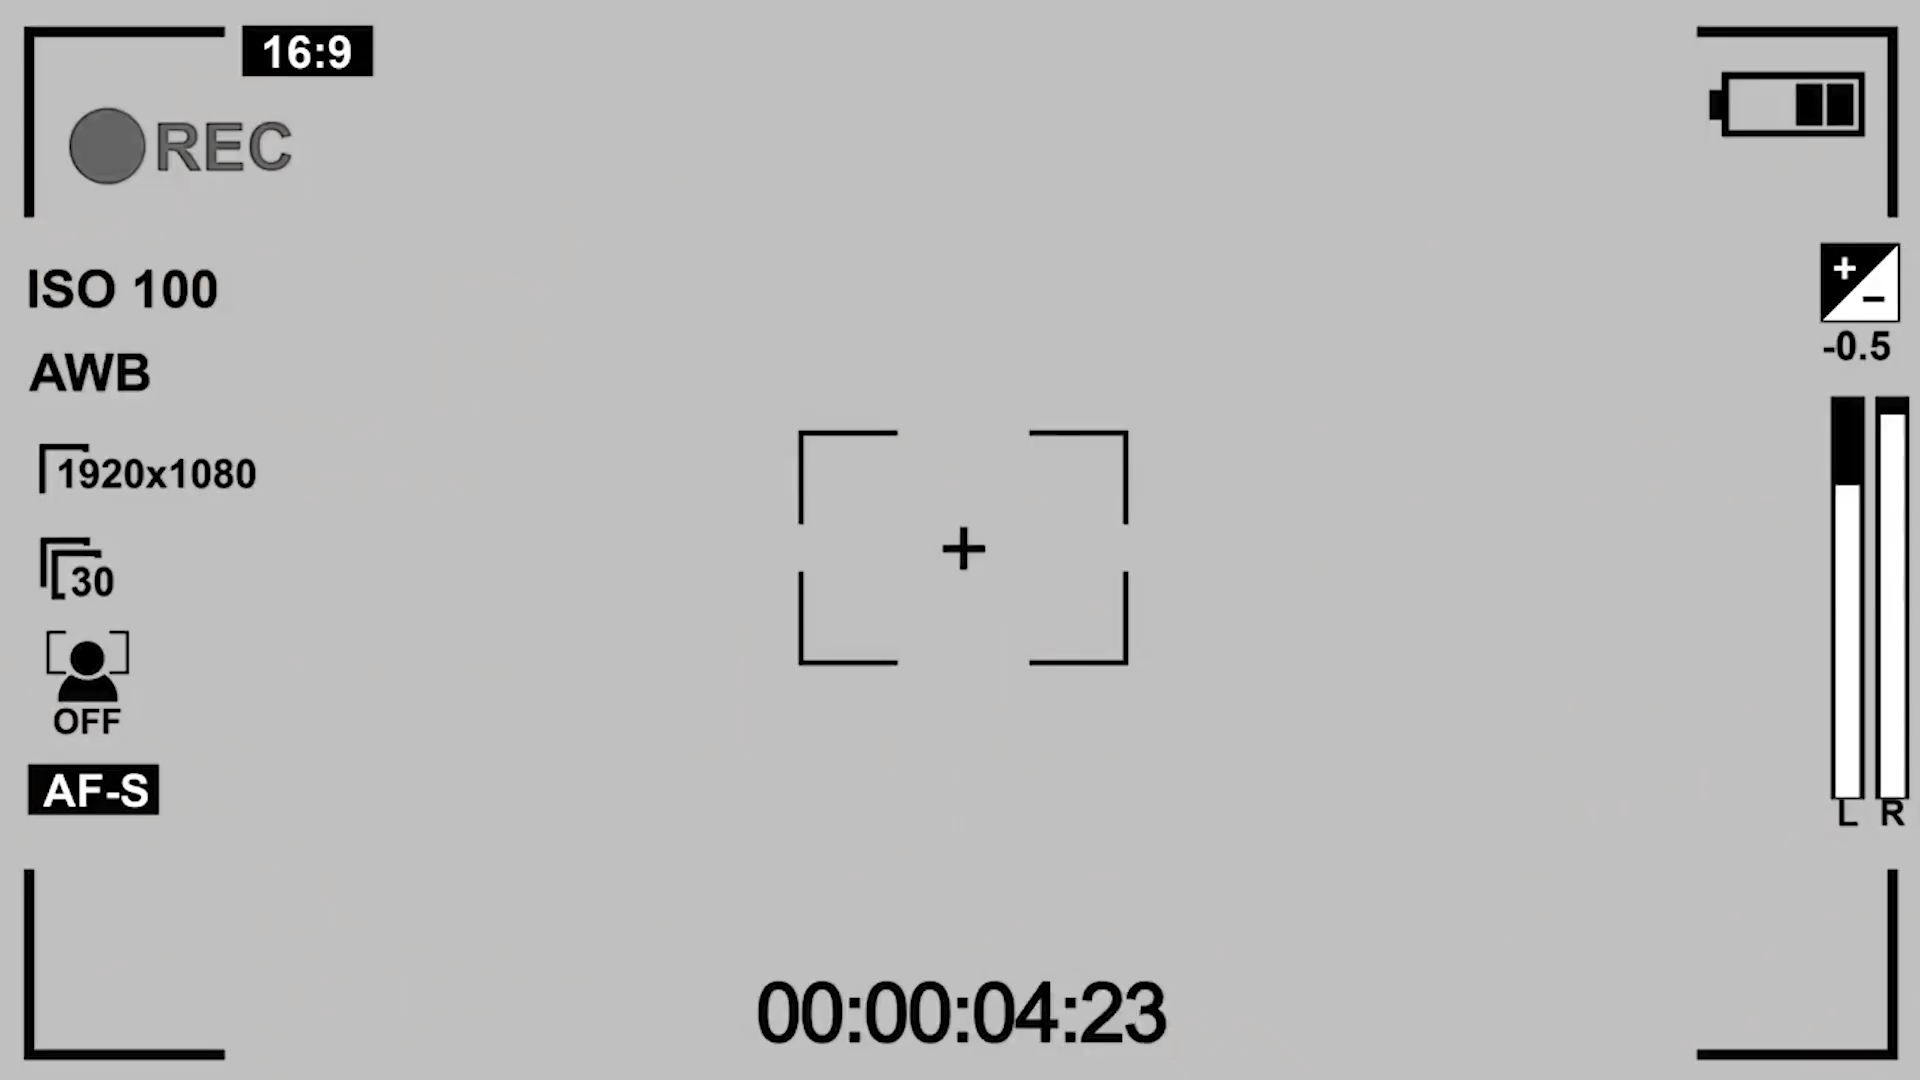 16:9
REC
ISO 100
AWB
1920x1080
30
OFF
AF-S
+
−
-0.5
L R
00:00:04:23